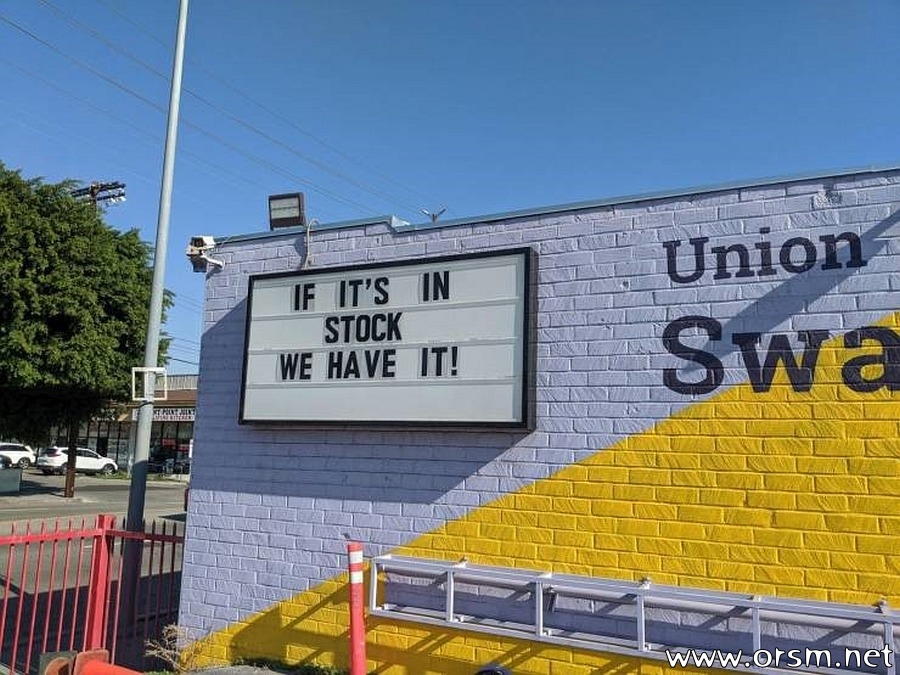 IF IT'S IN
STOCK
WE HAVE IT!
Union
Swa
www.orsm.net